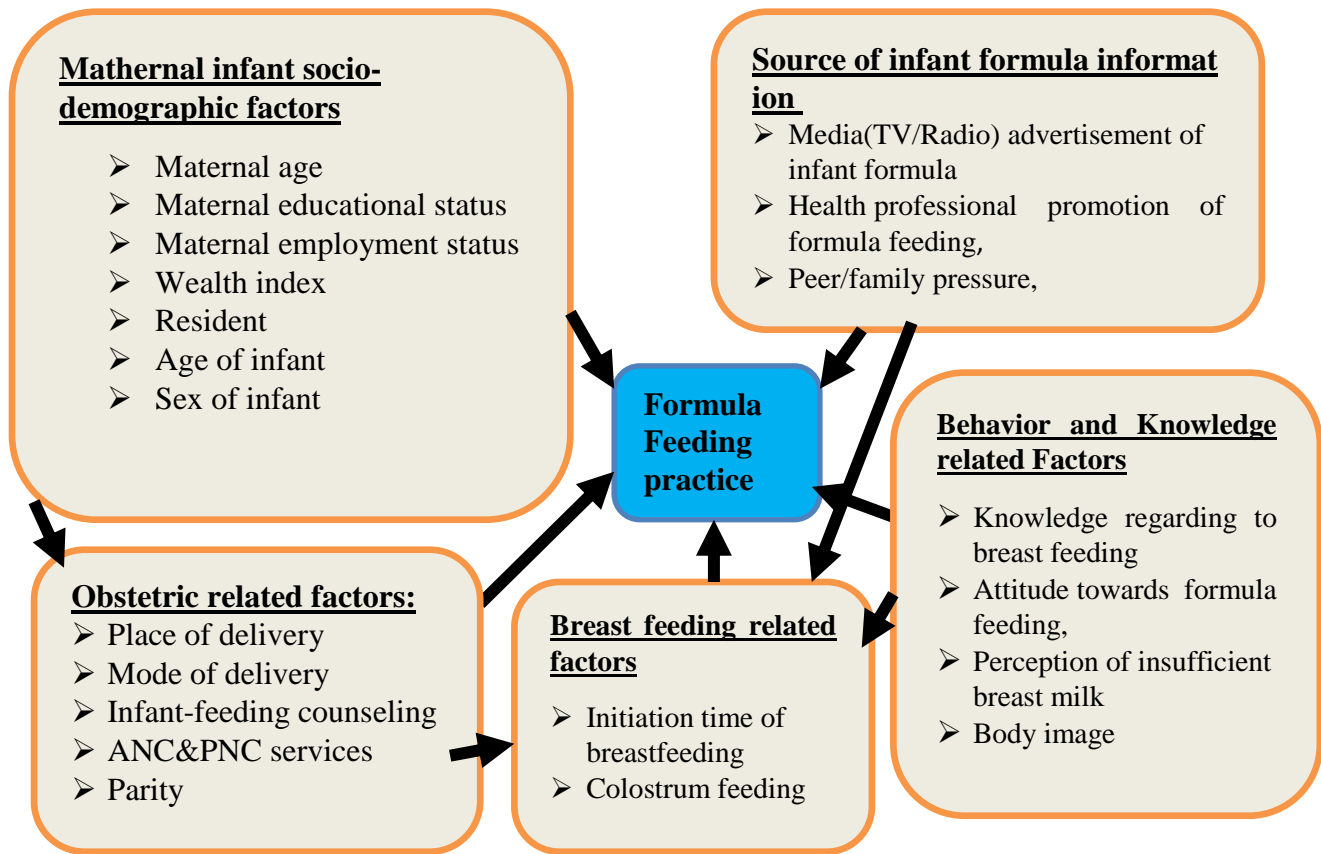 Mathernal infant socio-
demographic factors
➢ Maternal age
➢ Maternal educational status
➢ Maternal employment status
➢ Wealth index
➢ Resident
➢ Age of infant
➢ Sex of infant
Source of infant formula informat
ion
➢ Media(TV/Radio) advertisement of
infant formula
➢ Health professional promotion of
formula feeding,
➢ Peer/family pressure,
Formula
Feeding
practice
Behavior and Knowledge
related Factors
➢ Knowledge regarding to
breast feeding
➢ Attitude towards formula
feeding,
➢ Perception of insufficient
breast milk
➢ Body image
Obstetric related factors:
➢ Place of delivery
➢ Mode of delivery
➢ Infant-feeding counseling
➢ ANC&PNC services
➢ Parity
Breast feeding related
factors
➢ Initiation time of
breastfeeding
➢ Colostrum feeding